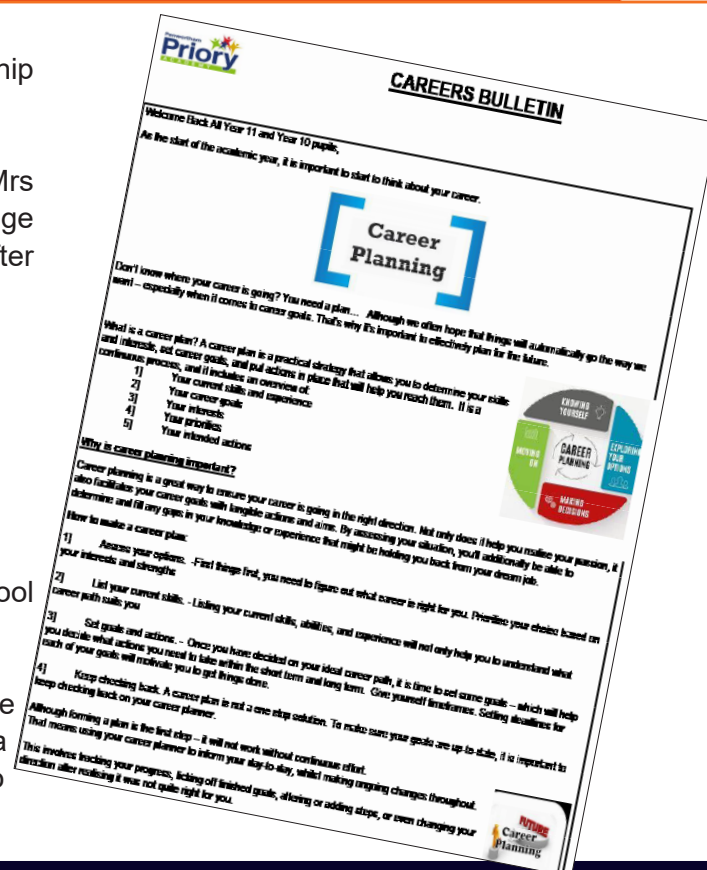 hip
Mrs
ge
fter
ool
e
a
o
Penwortham
Priory
ACADEMY
CAREERS BULLETIN
Welcome Back All Year 11 and Year 10 pupils,
As the start of the academic year, it is important to start to think about your career.
Career
Planning
Don't know where your career is going? You need a plan… Although we often hope that things will automatically go the way we
want – especially when it comes to career goals. That's why it's important to effectively plan for the future.
What is a career plan? A career plan is a practical strategy that allows you to determine your skills
and interests, set career goals, and put actions in place that will help you reach them. It is a
continuous process, and it includes an overview of:
1] Your current skills and experience
2] Your career goals
3] Your interests
4] Your priorities
5] Your intended actions
KNOWING
YOURSELF
EXPLORING
YOUR
OPTIONS
MAKING
DECISIONS
MOVING
ON
CAREER
PLANNING
Why is career planning important?
Career planning is a great way to ensure your career is going in the right direction. Not only does it help you realise your passion, it
also facilitates your career goals with tangible actions and aims. By assessing your situation, you'll additionally be able to
determine and fill any gaps in your knowledge or experience that might be holding you back from your dream job.
How to make a career plan:
1] Assess your options. -First things first, you need to figure out what career is right for you. Prioritise your choice based on
your interests and strengths
2] List your current skills. - Listing your current skills, abilities, and experience will not only help you to understand what
career path suits you
3] Set goals and actions. - Once you have decided on your ideal career path, it is time to set some goals – which will help
you decide what actions you need to take within the short term and long term. Give yourself timeframes. Setting deadlines for
each of your goals will motivate you to get things done.
4] Keep checking back. A career plan is not a one stop solution. To make sure your goals are up-to-date, it is important to
keep checking back on your career planner.
Although forming a plan is the first step – it will not work without continuous effort.
That means using your career planner to inform your day-to-day, whilst making ongoing changes throughout.
This involves tracking your progress, ticking off finished goals, altering or adding steps, or even changing your
direction after realising it was not quite right for you.
FUTURE
Career
Planning